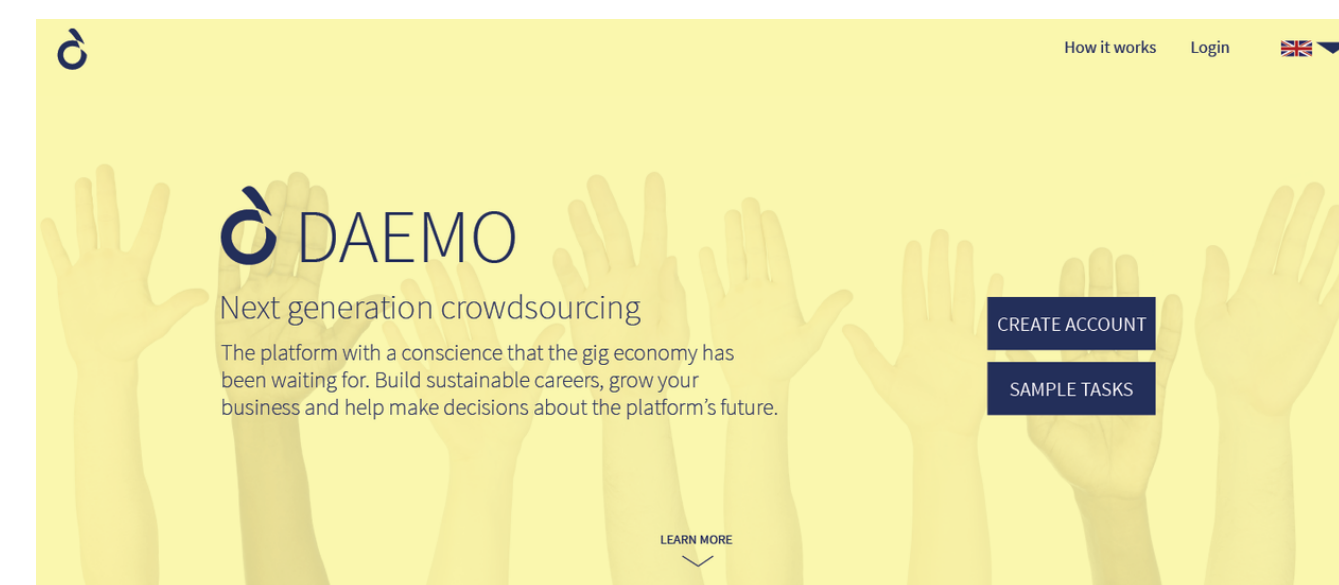 How it works Login
DAEMO
Next generation crowdsourcing
The platform with a conscience that the gig economy has
been waiting for. Build sustainable careers, grow your
business and help make decisions about the platform’s future.
CREATE ACCOUNT
SAMPLE TASKS
LEARN MORE